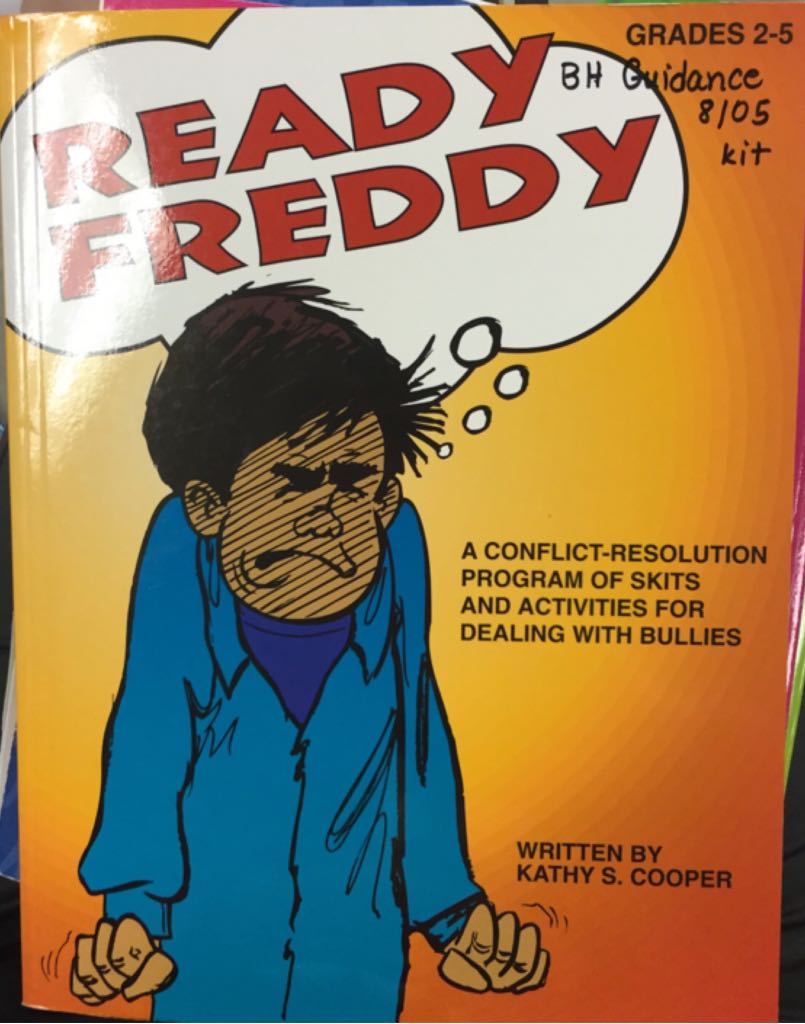 GRADES 2-5
BH Guidance
8/05
kit
READY
FREDDY
A CONFLICT-RESOLUTION
PROGRAM OF SKITS
AND ACTIVITIES FOR
DEALING WITH BULLIES
WRITTEN BY
KATHY S. COOPER